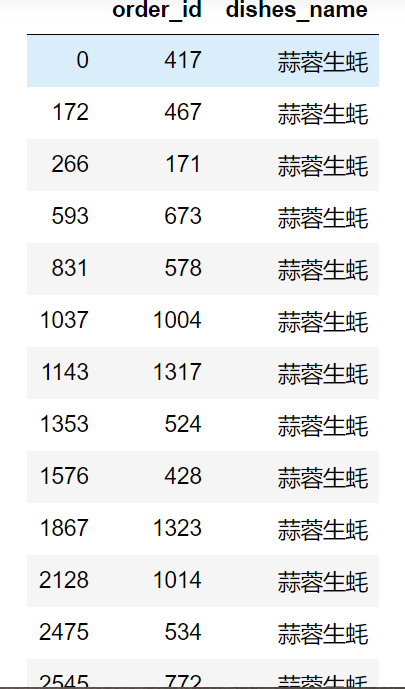 order_id dishes_name
0 417 蒜蓉生蚝
172 467 蒜蓉生蚝
266 171 蒜蓉生蚝
593 673 蒜蓉生蚝
831 578 蒜蓉生蚝
1037 1004 蒜蓉生蚝
1143 1317 蒜蓉生蚝
1353 524 蒜蓉生蚝
1576 428 蒜蓉生蚝
1867 1323 蒜蓉生蚝
2128 1014 蒜蓉生蚝
2475 534 蒜蓉生蚝
2545 772 蒜蓉生蚝